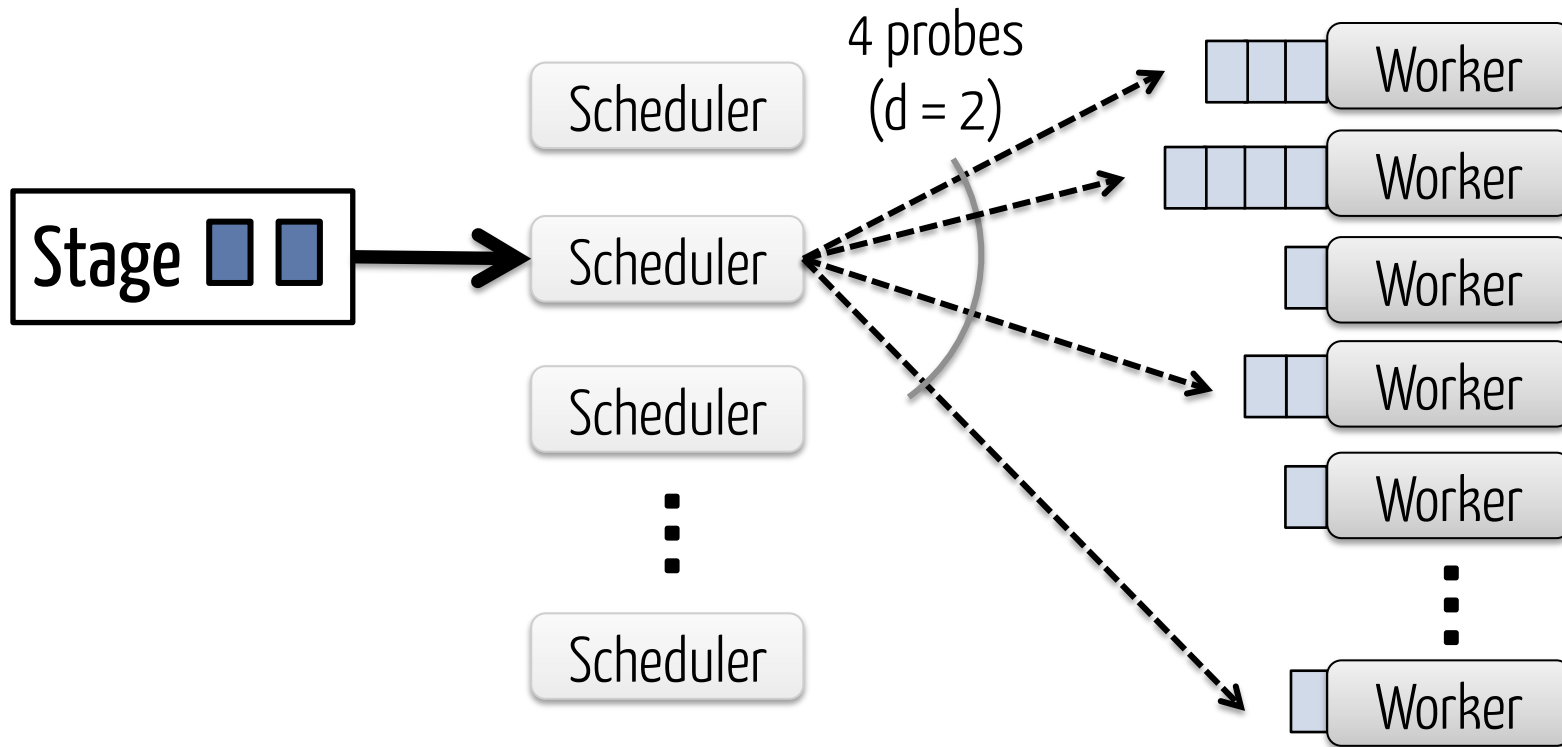 4 probes
(d = 2)
Stage
Scheduler
Scheduler
Scheduler
Scheduler
Worker
Worker
Worker
Worker
Worker
Worker